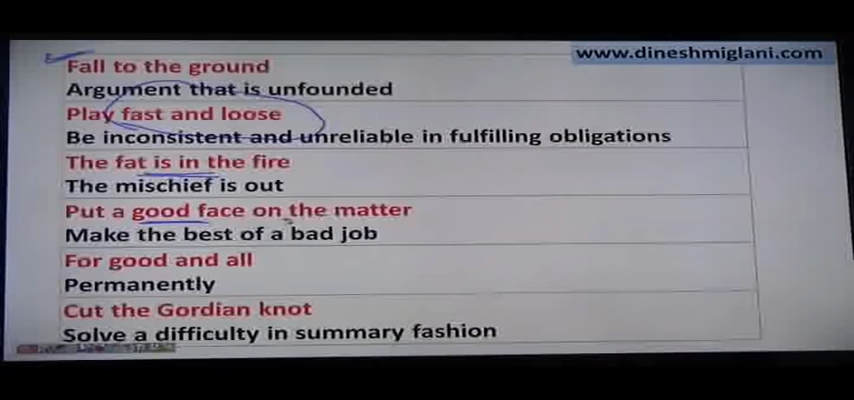 www.dineshmiglani.com
Fall to the ground
Argument that is unfounded
Play fast and loose
Be inconsistent and unreliable in fulfilling obligations
The fat is in the fire
The mischief is out
Put a good face on the matter
Make the best of a bad job
For good and all
Permanently
Cut the Gordian knot
Solve a difficulty in summary fashion